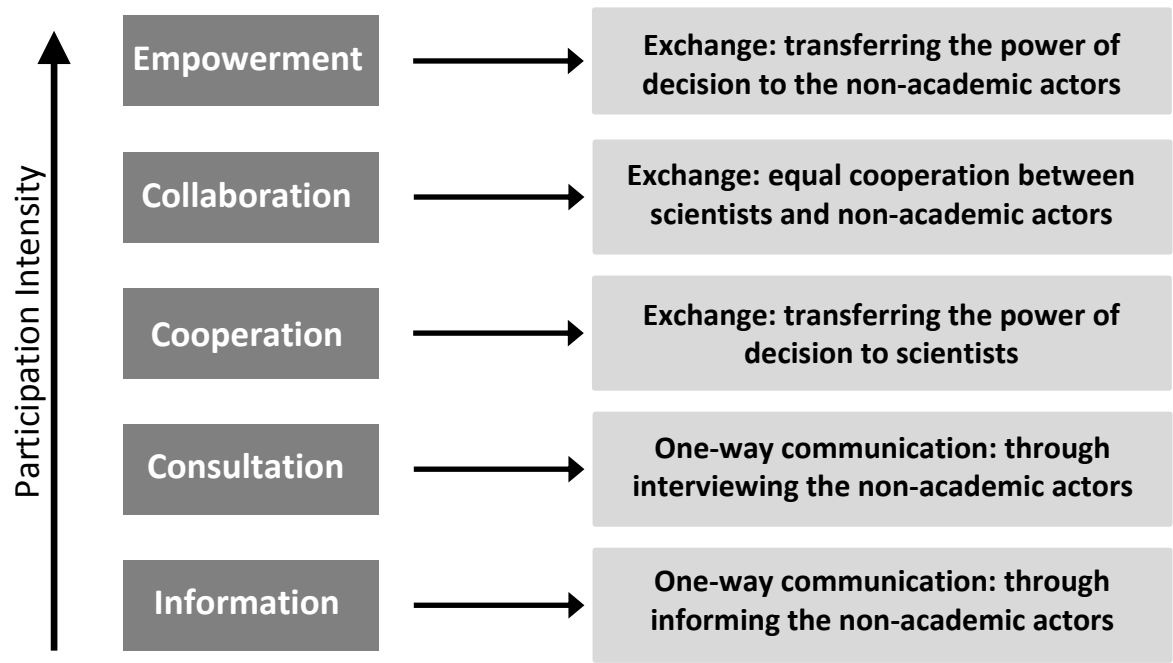 Participation Intensity
Empowerment
Exchange: transferring the power of
decision to the non-academic actors
Collaboration
Exchange: equal cooperation between
scientists and non-academic actors
Cooperation
Exchange: transferring the power of
decision to scientists
Consultation
One-way communication: through
interviewing the non-academic actors
Information
One-way communication: through
informing the non-academic actors